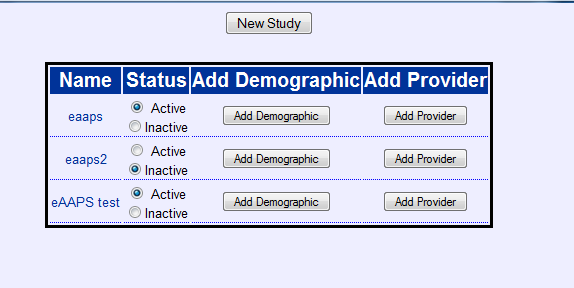 New Study
Name Status Add Demographic Add Provider
Active
eaaps Add Demographic Add Provider
Inactive
Active
eaaps2 Add Demographic Add Provider
Inactive
Active
eAAPS test Add Demographic Add Provider
Inactive